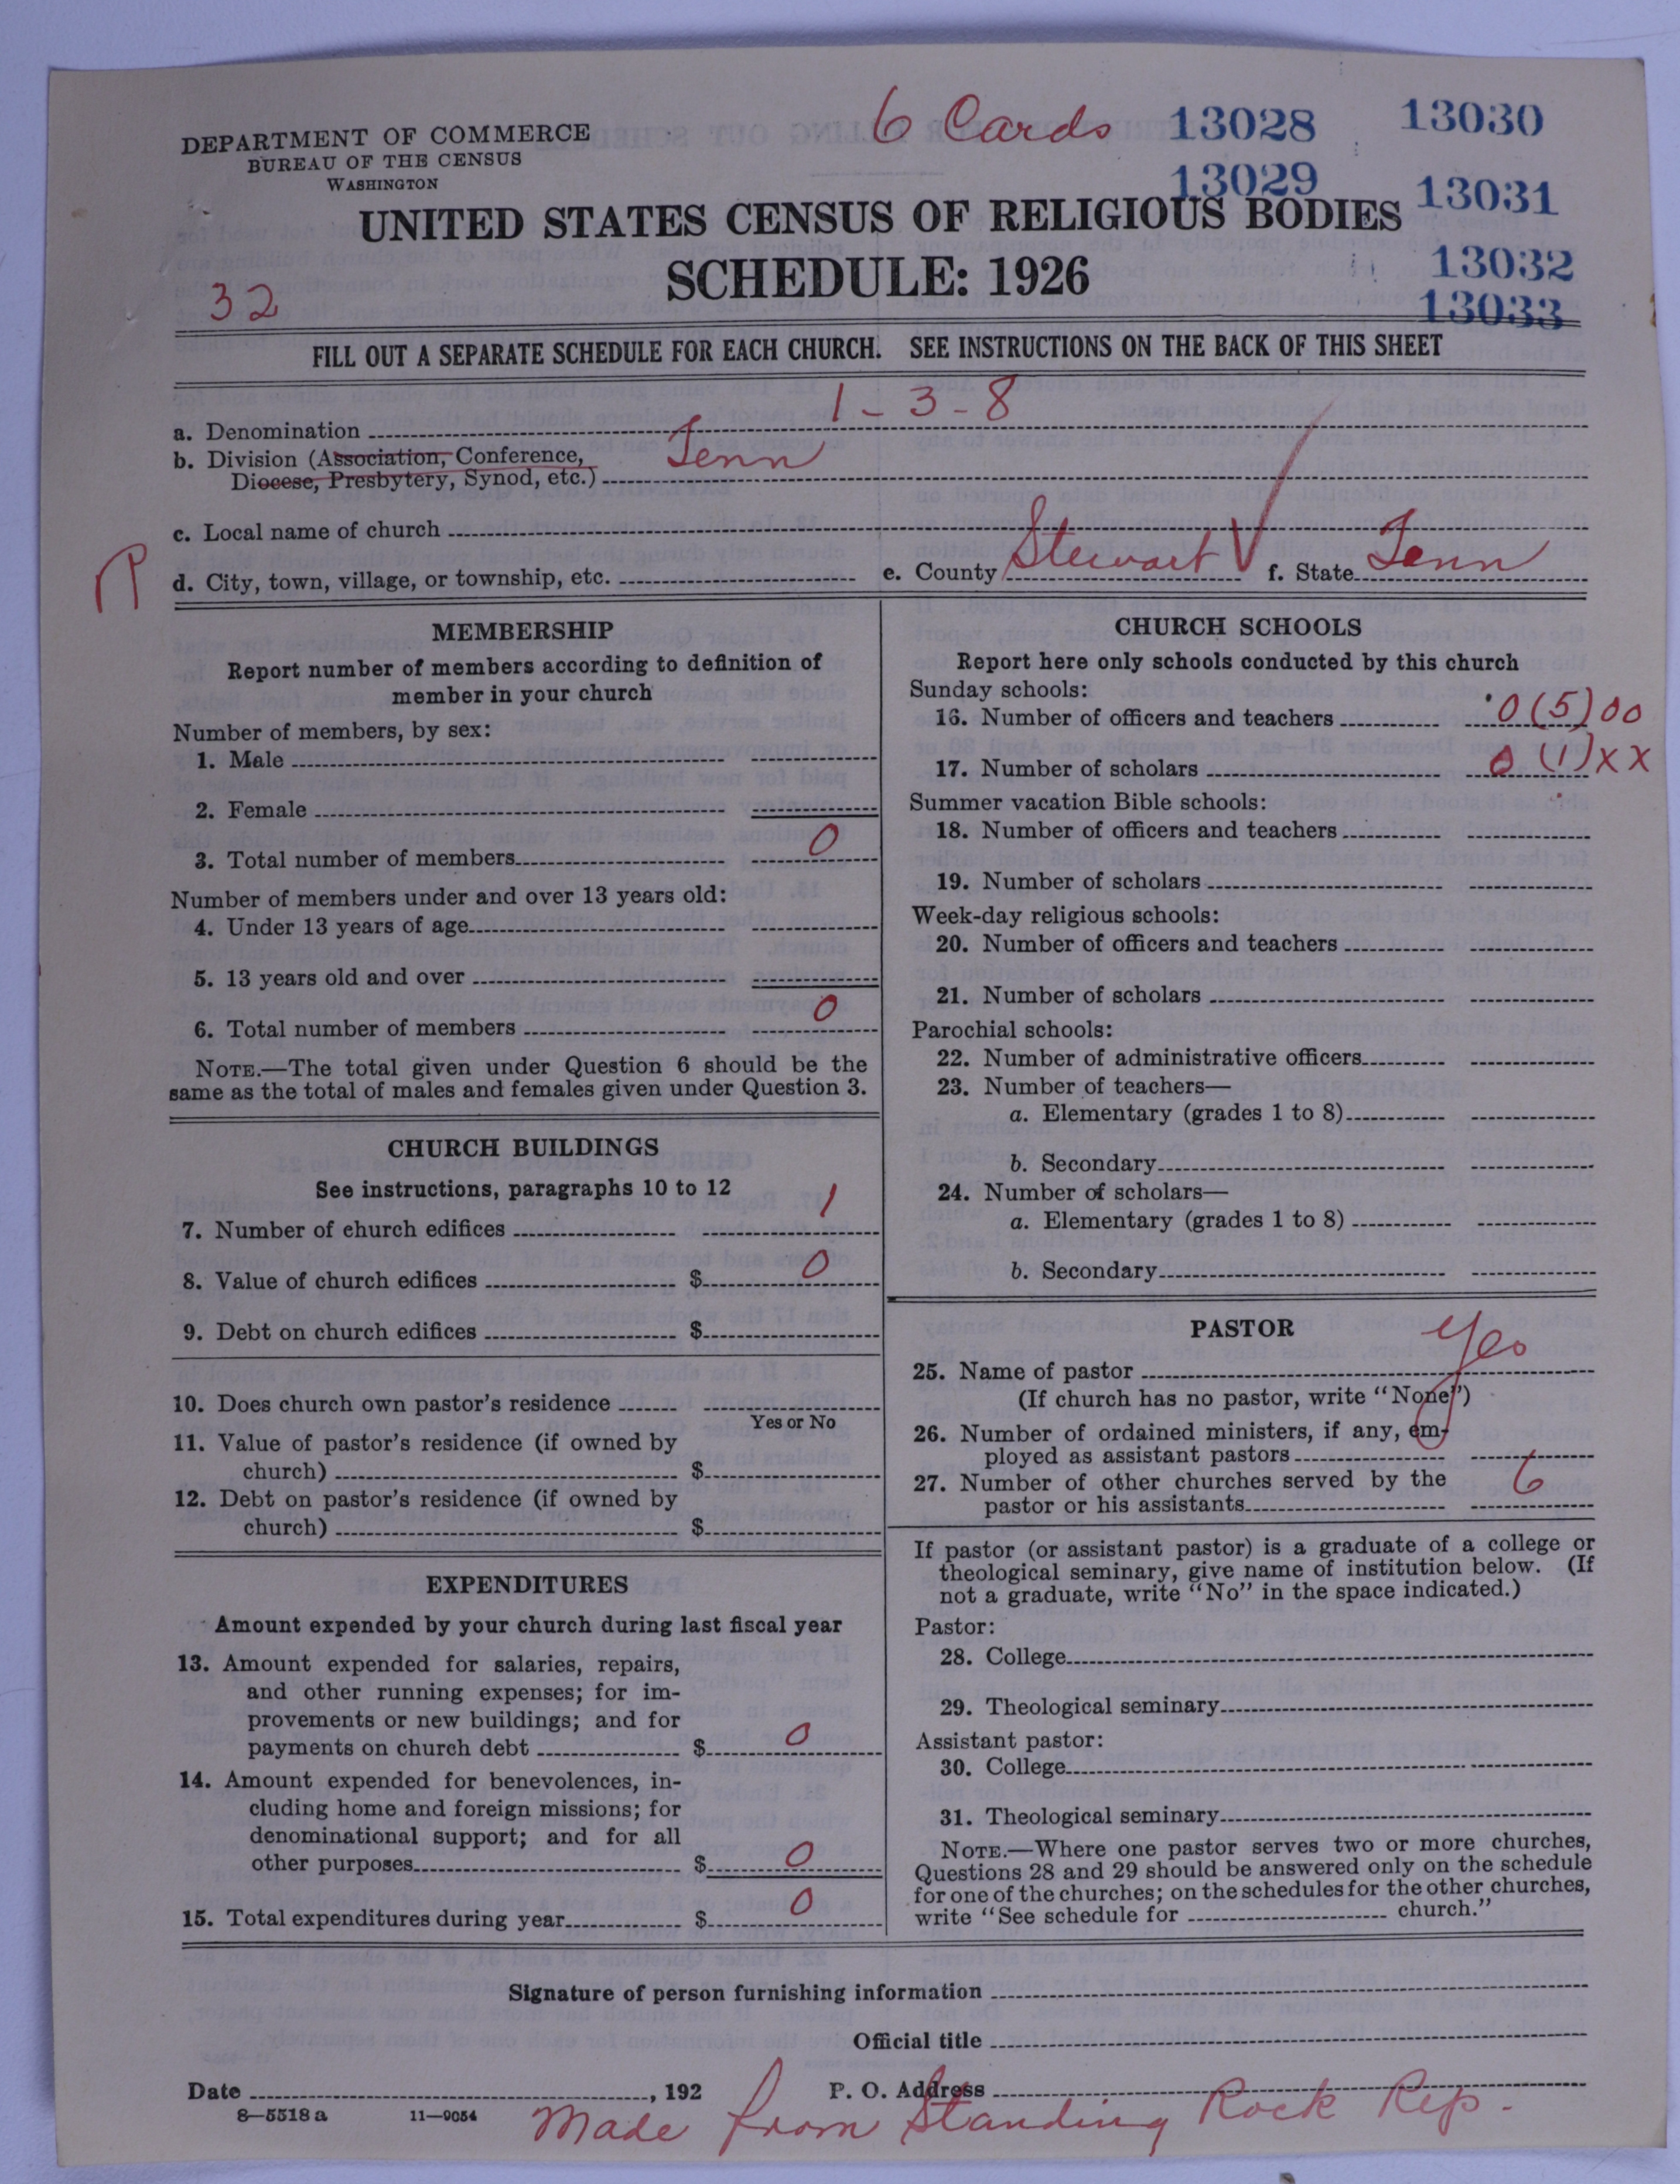 6 Cards 13028 13030
DEPARTMENT OF COMMERCE
BUREAU OF THE CENSUS
WASHINGTON
13029 13031
UNITED STATES CENSUS OF RELIGIOUS BODIES
SCHEDULE: 1926
13032
32
13033
FILL OUT A SEPARATE SCHEDULE FOR EACH CHURCH. SEE INSTRUCTIONS ON THE BACK OF THIS SHEET
a. Denomination 1-3-8
b. Division (Association, Conference, Tenn
Diocese, Presbytery, Synod, etc.)
c. Local name of church
d. City, town, village, or township, etc. e. County Stewart f. State Tenn
MEMBERSHIP
Report number of members according to definition of
member in your church
Number of members, by sex:
1. Male
2. Female
3. Total number of members 0
Number of members under and over 13 years old:
4. Under 13 years of age
5. 13 years old and over
6. Total number of members 0
NOTE.—The total given under Question 6 should be the
same as the total of males and females given under Question 3.
CHURCH BUILDINGS
See instructions, paragraphs 10 to 12
7. Number of church edifices 1
8. Value of church edifices $ 0
9. Debt on church edifices $
10. Does church own pastor's residence
Yes or No
11. Value of pastor's residence (if owned by
church) $
12. Debt on pastor's residence (if owned by
church) $
EXPENDITURES
Amount expended by your church during last fiscal year
13. Amount expended for salaries, repairs,
and other running expenses; for im-
provements or new buildings; and for
payments on church debt $ 0
14. Amount expended for benevolences, in-
cluding home and foreign missions; for
denominational support; and for all
other purposes $ 0
15. Total expenditures during year $ 0
CHURCH SCHOOLS
Report here only schools conducted by this church
Sunday schools:
16. Number of officers and teachers 0(5)00
17. Number of scholars 0(1)XX
Summer vacation Bible schools:
18. Number of officers and teachers
19. Number of scholars
Week-day religious schools:
20. Number of officers and teachers
21. Number of scholars
Parochial schools:
22. Number of administrative officers
23. Number of teachers—
a. Elementary (grades 1 to 8)
b. Secondary
24. Number of scholars—
a. Elementary (grades 1 to 8)
b. Secondary
PASTOR
25. Name of pastor Yes
(If church has no pastor, write "None")
26. Number of ordained ministers, if any, em-
ployed as assistant pastors
27. Number of other churches served by the
pastor or his assistants 6
If pastor (or assistant pastor) is a graduate of a college or
theological seminary, give name of institution below. (If
not a graduate, write "No" in the space indicated.)
Pastor:
28. College
29. Theological seminary
Assistant pastor:
30. College
31. Theological seminary
NOTE.—Where one pastor serves two or more churches,
Questions 28 and 29 should be answered only on the schedule
for one of the churches; on the schedules for the other churches,
write "See schedule for church."
Signature of person furnishing information
Official title
Date , 192 P. O. Address
8—5518 a 11—9054
Made from Standing Rock Rep.